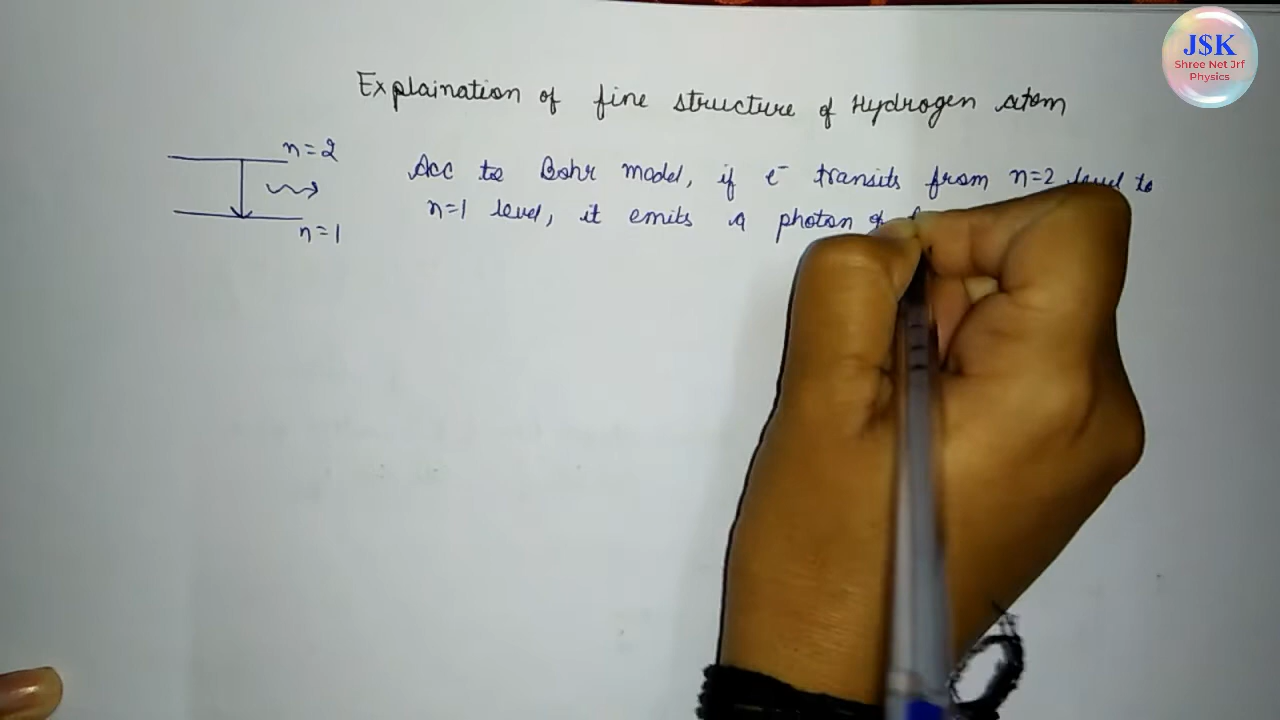 J$K
Shree Net Jrf
Physics
Explaination of fine structure of Hydrogen atom
n=2
n=1
Acc to Bohr model, if e⁻ transits from n=2 level to
n=1 level, it emits a photon of